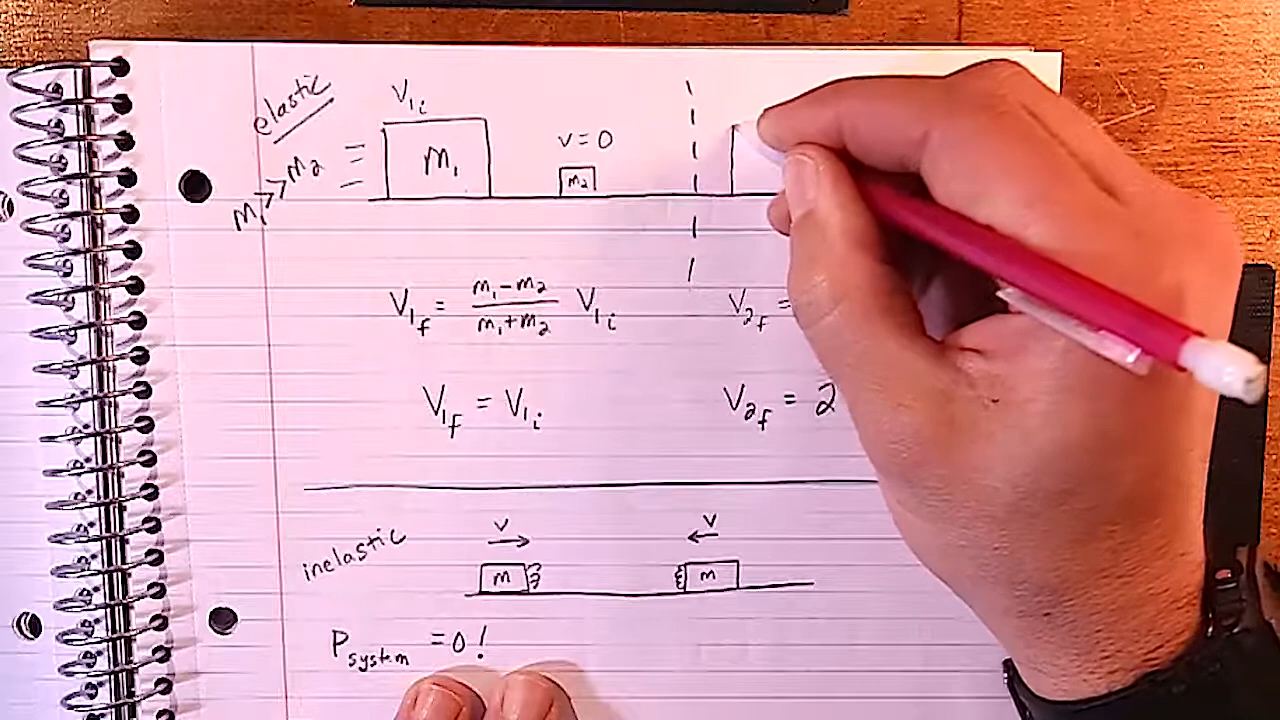 elastic
m₁ >> m₂
V₁ᵢ
m₁
v = 0
m₂
V₁f = (m₁ - m₂)/(m₁ + m₂) V₁ᵢ
V₂f =
V₁f = V₁ᵢ
V₂f = 2
inelastic
v
v
m
m
Psystem = 0!